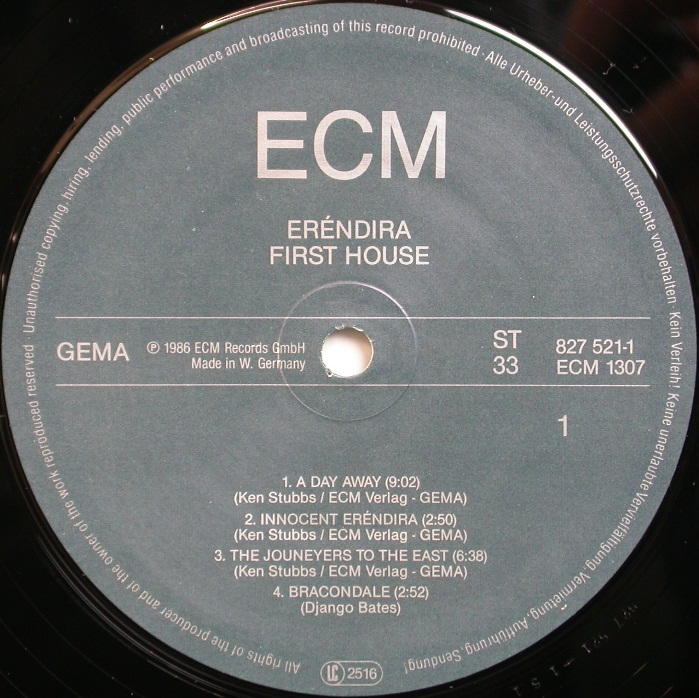 ECM
ERÉNDIRA
FIRST HOUSE
GEMA
℗ 1986 ECM Records GmbH
Made in W. Germany
ST
33
827 521-1
ECM 1307
1
1. A DAY AWAY (9:02)
(Ken Stubbs / ECM Verlag - GEMA)
2. INNOCENT ERÉNDIRA (2:50)
(Ken Stubbs / ECM Verlag - GEMA)
3. THE JOUNEYERS TO THE EAST (6:38)
(Ken Stubbs / ECM Verlag - GEMA)
4. BRACONDALE (2:52)
(Django Bates)
LC 2516
All rights of the producer and of the owner of the work reproduced reserved · Unauthorised copying, hiring, lending, public performance and broadcasting of this record prohibited · Alle Urheber- und Leistungsschutzrechte vorbehalten · Kein Verleih! Keine unerlaubte Vervielfältigung, Vermietung, Aufführung, Sendung!